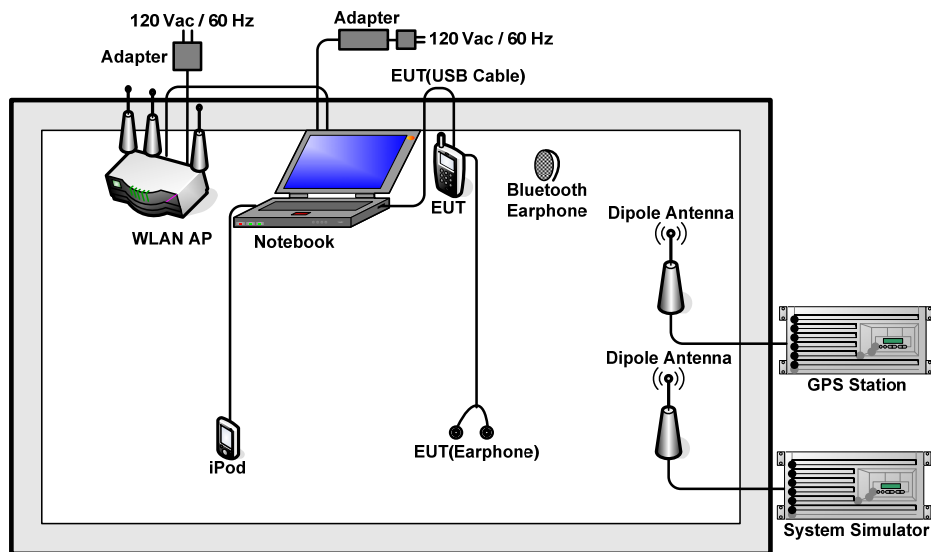 120 Vac / 60 Hz
Adapter
Adapter
120 Vac / 60 Hz
EUT(USB Cable)
WLAN AP
Notebook
EUT
Bluetooth
Earphone
Dipole Antenna
GPS Station
Dipole Antenna
iPod
EUT(Earphone)
System Simulator